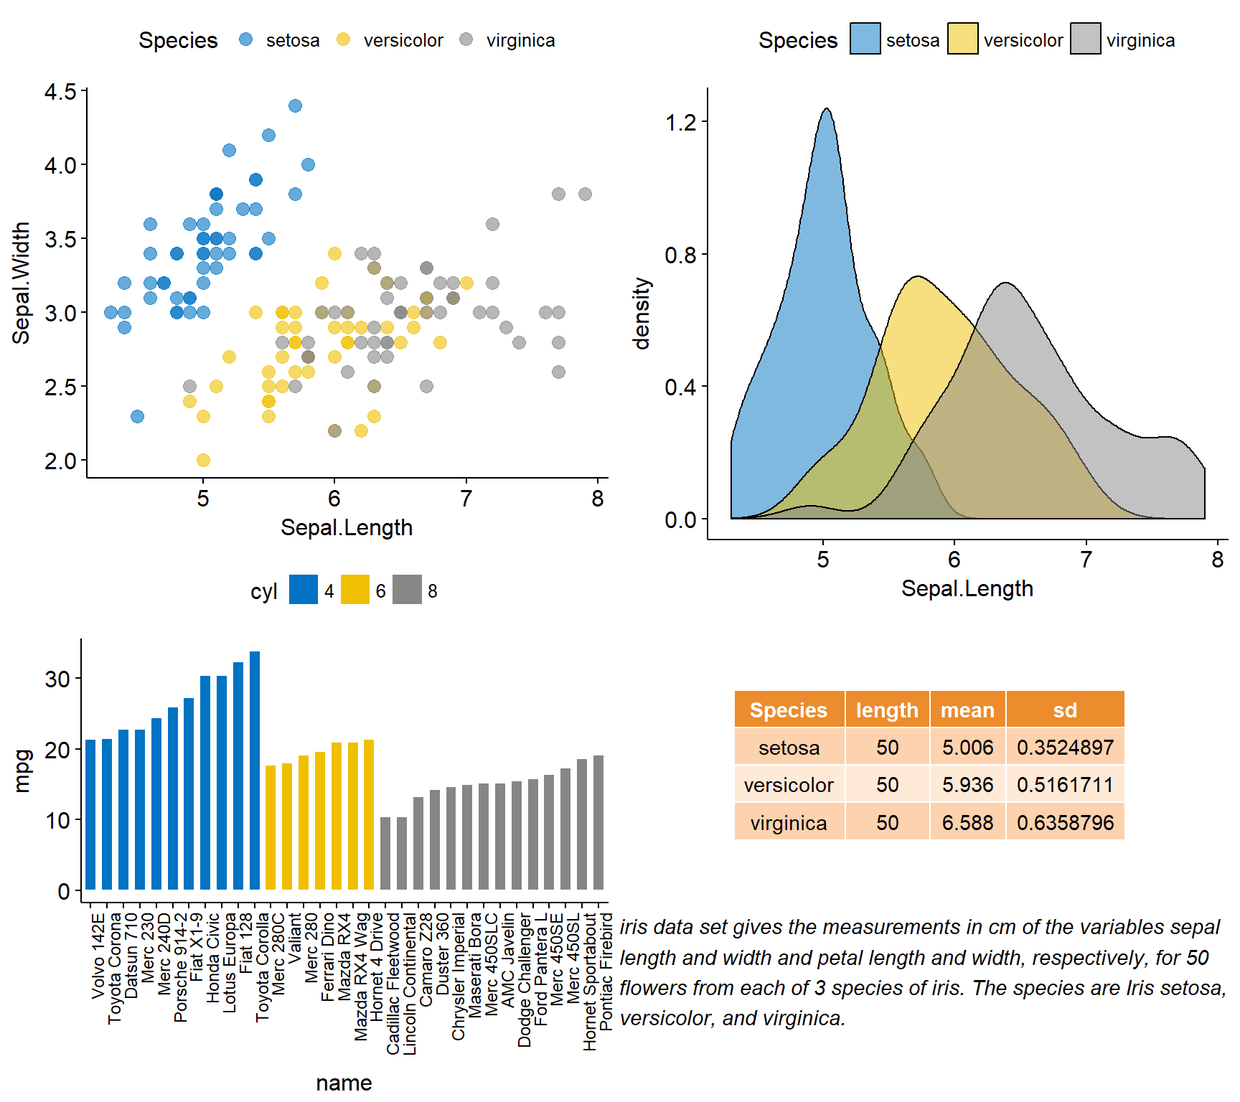 Species setosa versicolor virginica
4.5
4.0
3.5
3.0
2.5
2.0
Sepal.Width
5 6 7 8
Sepal.Length
Species setosa versicolor virginica
1.2
0.8
0.4
0.0
density
5 6 7 8
Sepal.Length
cyl 4 6 8
30
20
10
0
mpg
Volvo 142E
Toyota Corona
Datsun 710
Merc 230
Merc 240D
Porsche 914-2
Fiat X1-9
Honda Civic
Lotus Europa
Fiat 128
Toyota Corolla
Merc 280C
Valiant
Merc 280
Ferrari Dino
Mazda RX4
Mazda RX4 Wag
Hornet 4 Drive
Cadillac Fleetwood
Lincoln Continental
Camaro Z28
Duster 360
Chrysler Imperial
Maserati Bora
Merc 450SLC
AMC Javelin
Dodge Challenger
Ford Pantera L
Merc 450SE
Merc 450SL
Hornet Sportabout
Pontiac Firebird
name
Species length mean sd
setosa 50 5.006 0.3524897
versicolor 50 5.936 0.5161711
virginica 50 6.588 0.6358796
iris data set gives the measurements in cm of the variables sepal
length and width and petal length and width, respectively, for 50
flowers from each of 3 species of iris. The species are Iris setosa,
versicolor, and virginica.